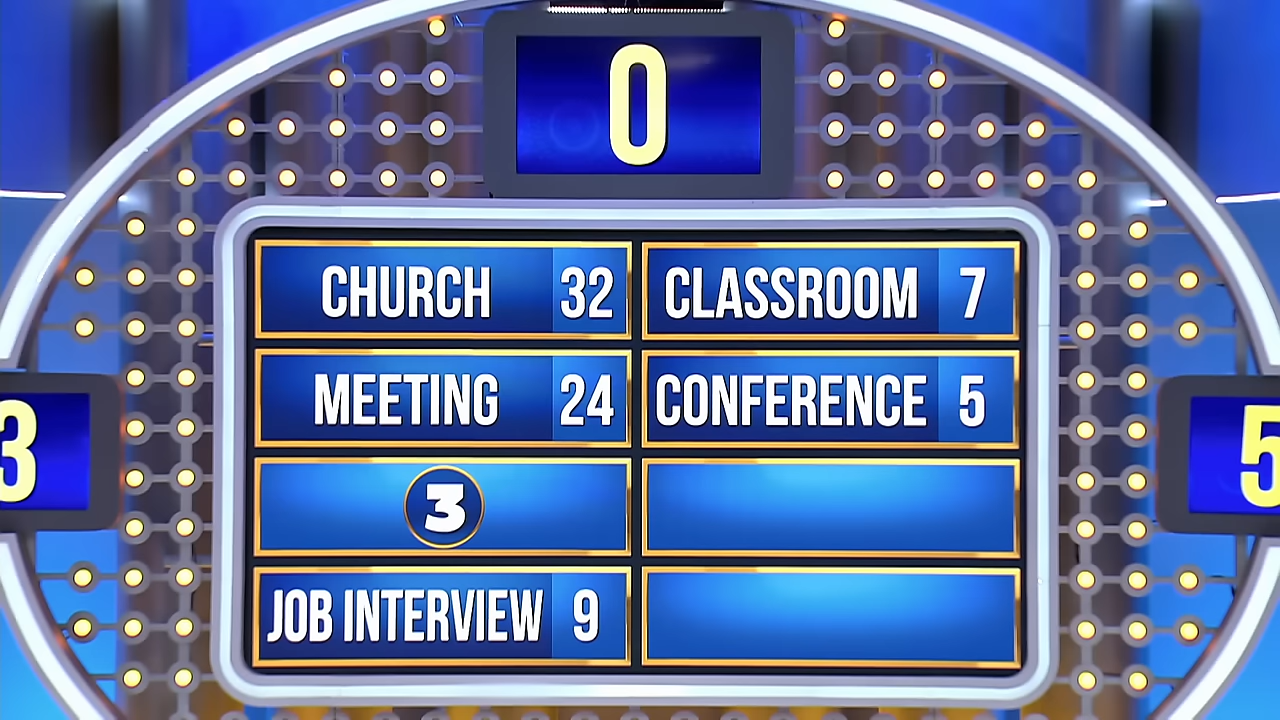 0
CHURCH 32
MEETING 24
3
JOB INTERVIEW 9
CLASSROOM 7
CONFERENCE 5
3
5